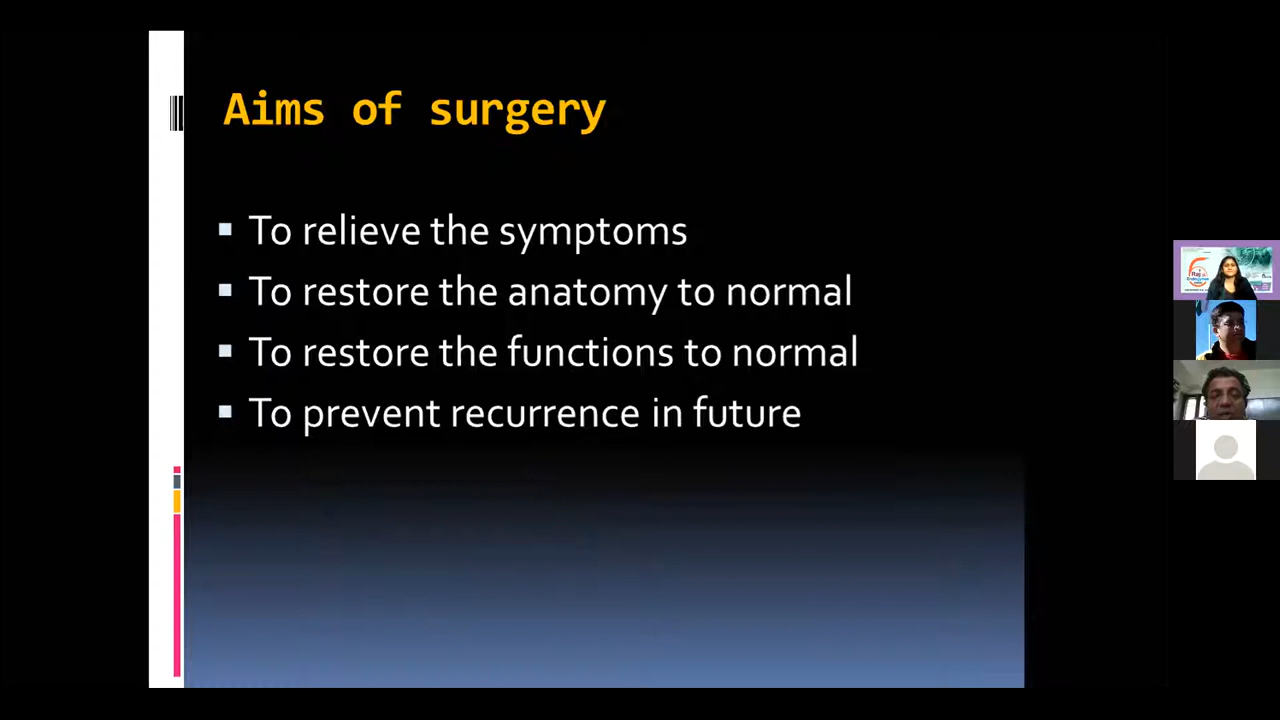 Aims of surgery
To relieve the symptoms
To restore the anatomy to normal
To restore the functions to normal
To prevent recurrence in future
Raj